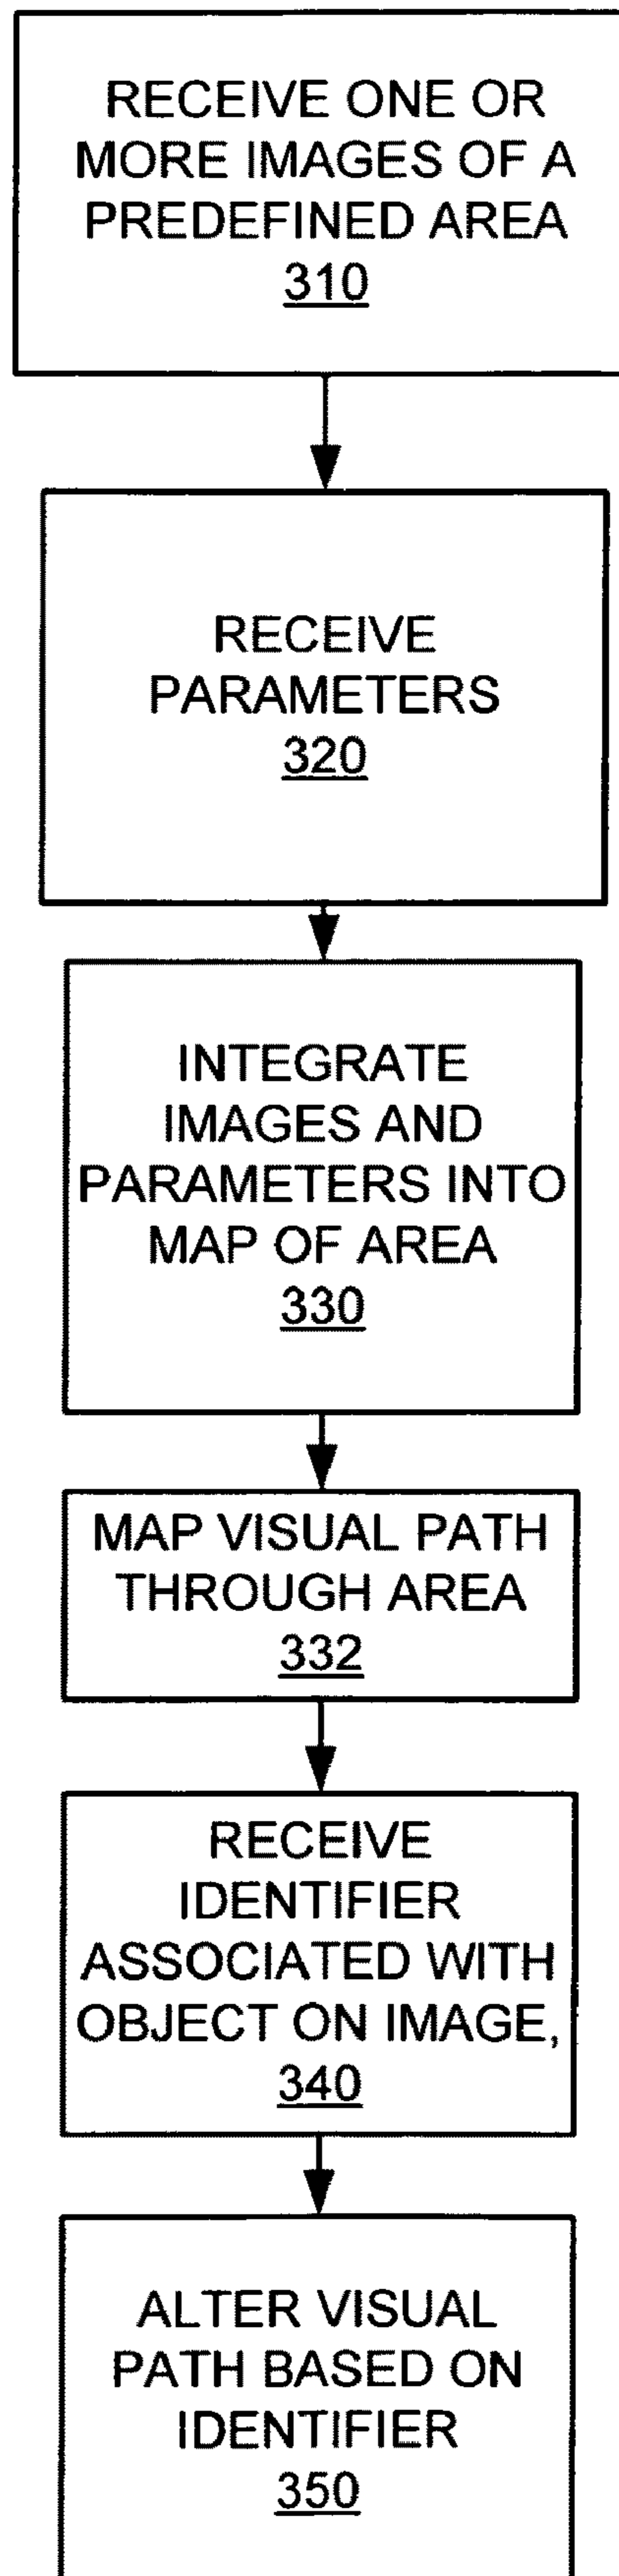 RECEIVE ONE OR
MORE IMAGES OF A
PREDEFINED AREA
310
RECEIVE
PARAMETERS
320
INTEGRATE
IMAGES AND
PARAMETERS INTO
MAP OF AREA
330
MAP VISUAL PATH
THROUGH AREA
332
RECEIVE
IDENTIFIER
ASSOCIATED WITH
OBJECT ON IMAGE,
340
ALTER VISUAL
PATH BASED ON
IDENTIFIER
350